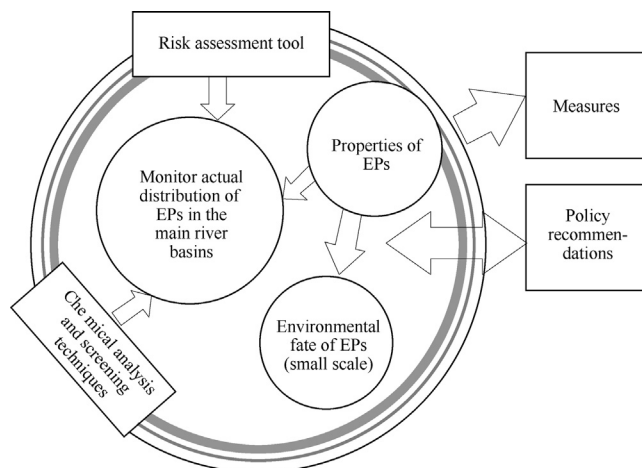 Risk assessment tool
Measures
Properties of
EPs
Monitor actual
distribution of
EPs in the
main river
basins
Policy
recommen-
dations
Che mical analysis
and screening
techniques
Environmental
fate of EPs
(small scale)